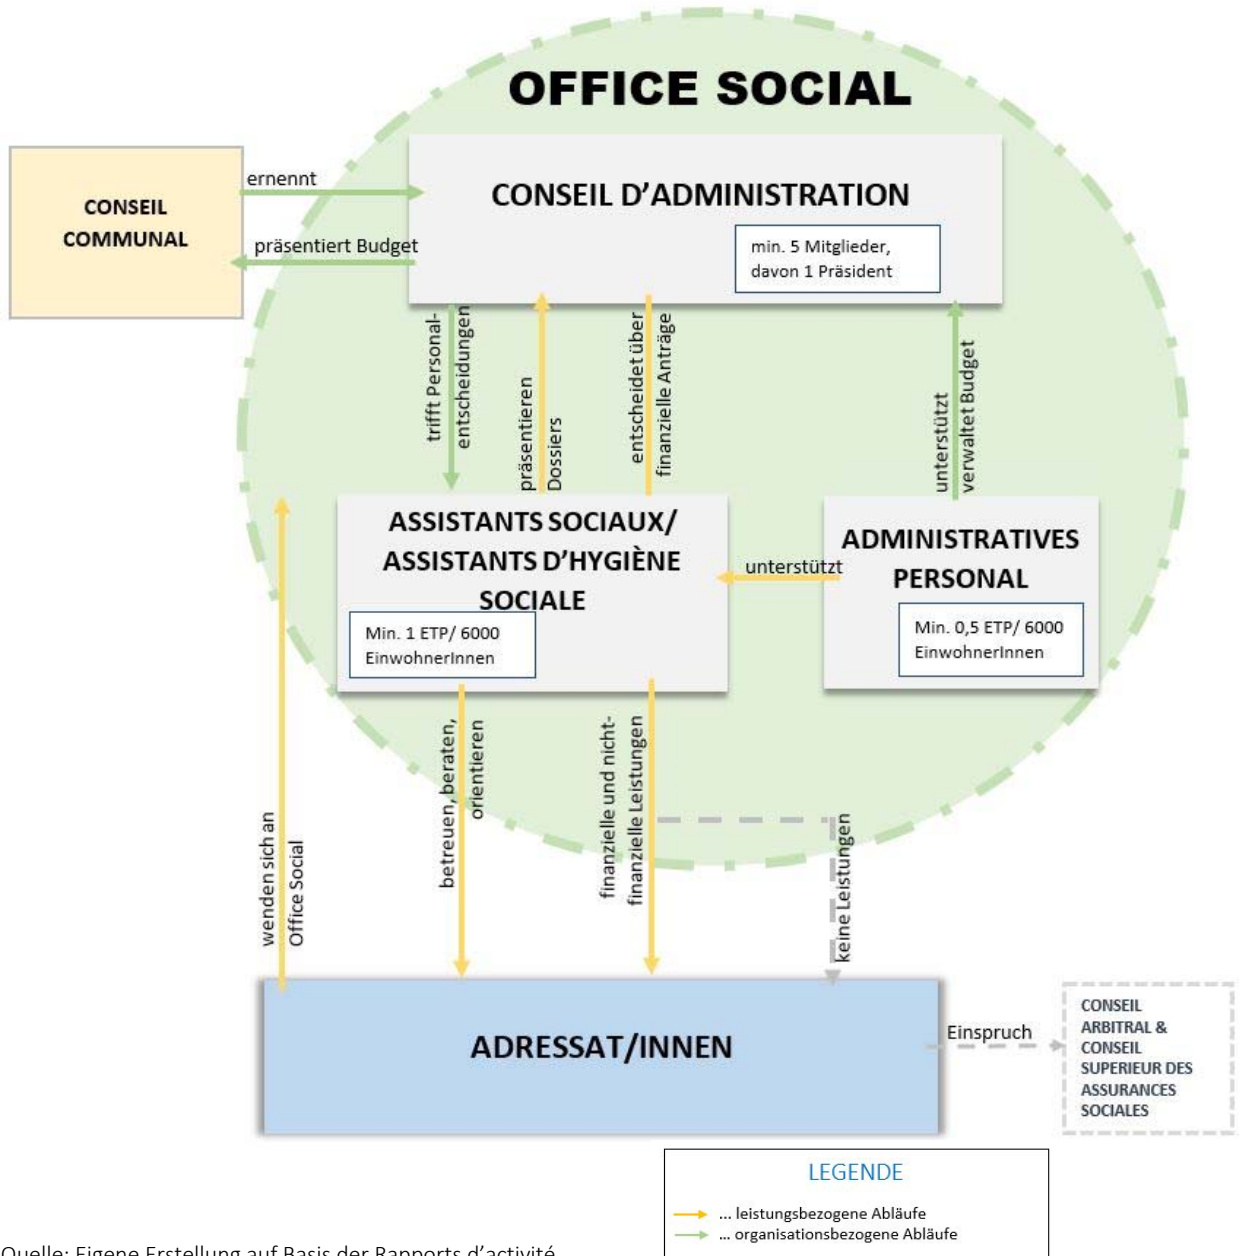 OFFICE SOCIAL
CONSEIL
COMMUNAL
ernennt
präsentiert Budget
CONSEIL D’ADMINISTRATION
min. 5 Mitglieder,
davon 1 Präsident
trifft Personal-
entscheidungen
präsentieren
Dossiers
entscheidet über
finanzielle Anträge
unterstützt
verwaltet Budget
ASSISTANTS SOCIAUX/
ASSISTANTS D’HYGIÈNE
SOCIALE
Min. 1 ETP/ 6000
EinwohnerInnen
unterstützt
ADMINISTRATIVES
PERSONAL
Min. 0,5 ETP/ 6000
EinwohnerInnen
wenden sich an
Office Social
betreuen, beraten,
orientieren
finanzielle und nicht-
finanzielle Leistungen
keine Leistungen
ADRESSAT/INNEN
Einspruch
CONSEIL
ARBITRAL &
CONSEIL
SUPERIEUR DES
ASSURANCES
SOCIALES
LEGENDE
... leistungsbezogene Abläufe
... organisationsbezogene Abläufe
Quelle: Eigene Erstellung auf Basis der Rapports d’activité